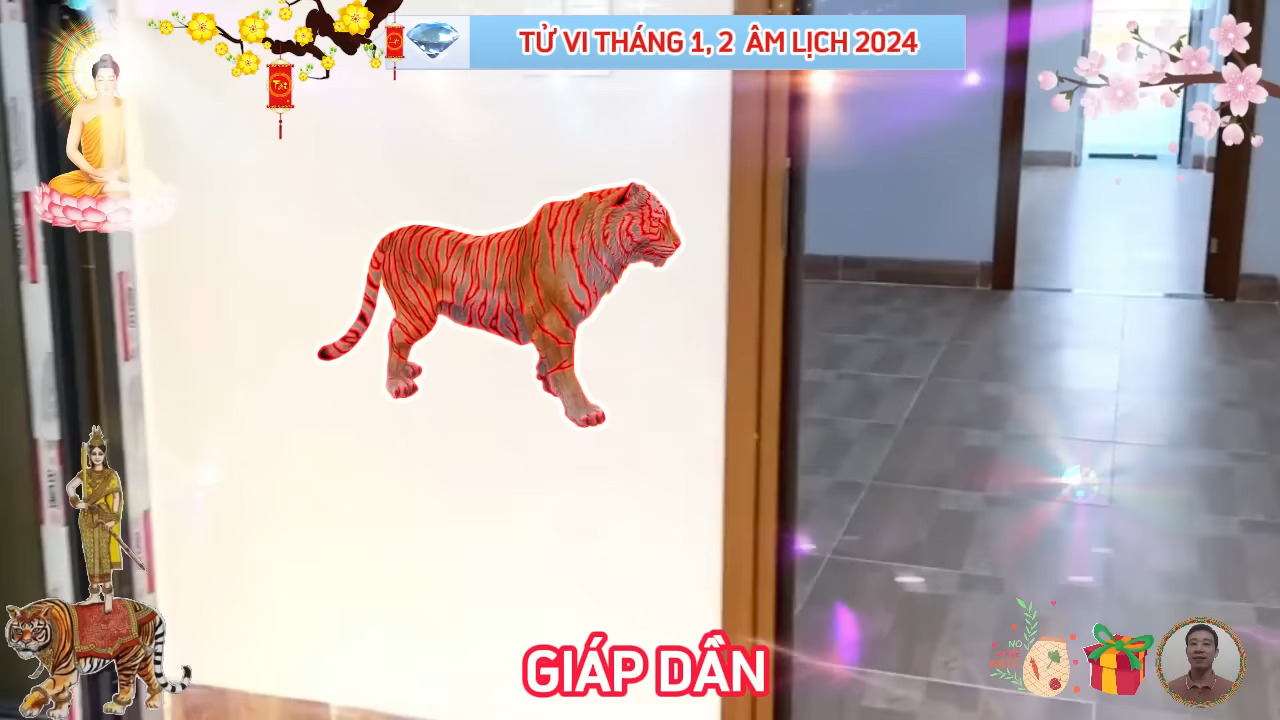 TỬ VI THÁNG 1, 2 ÂM LỊCH 2024
GIÁP DẦN